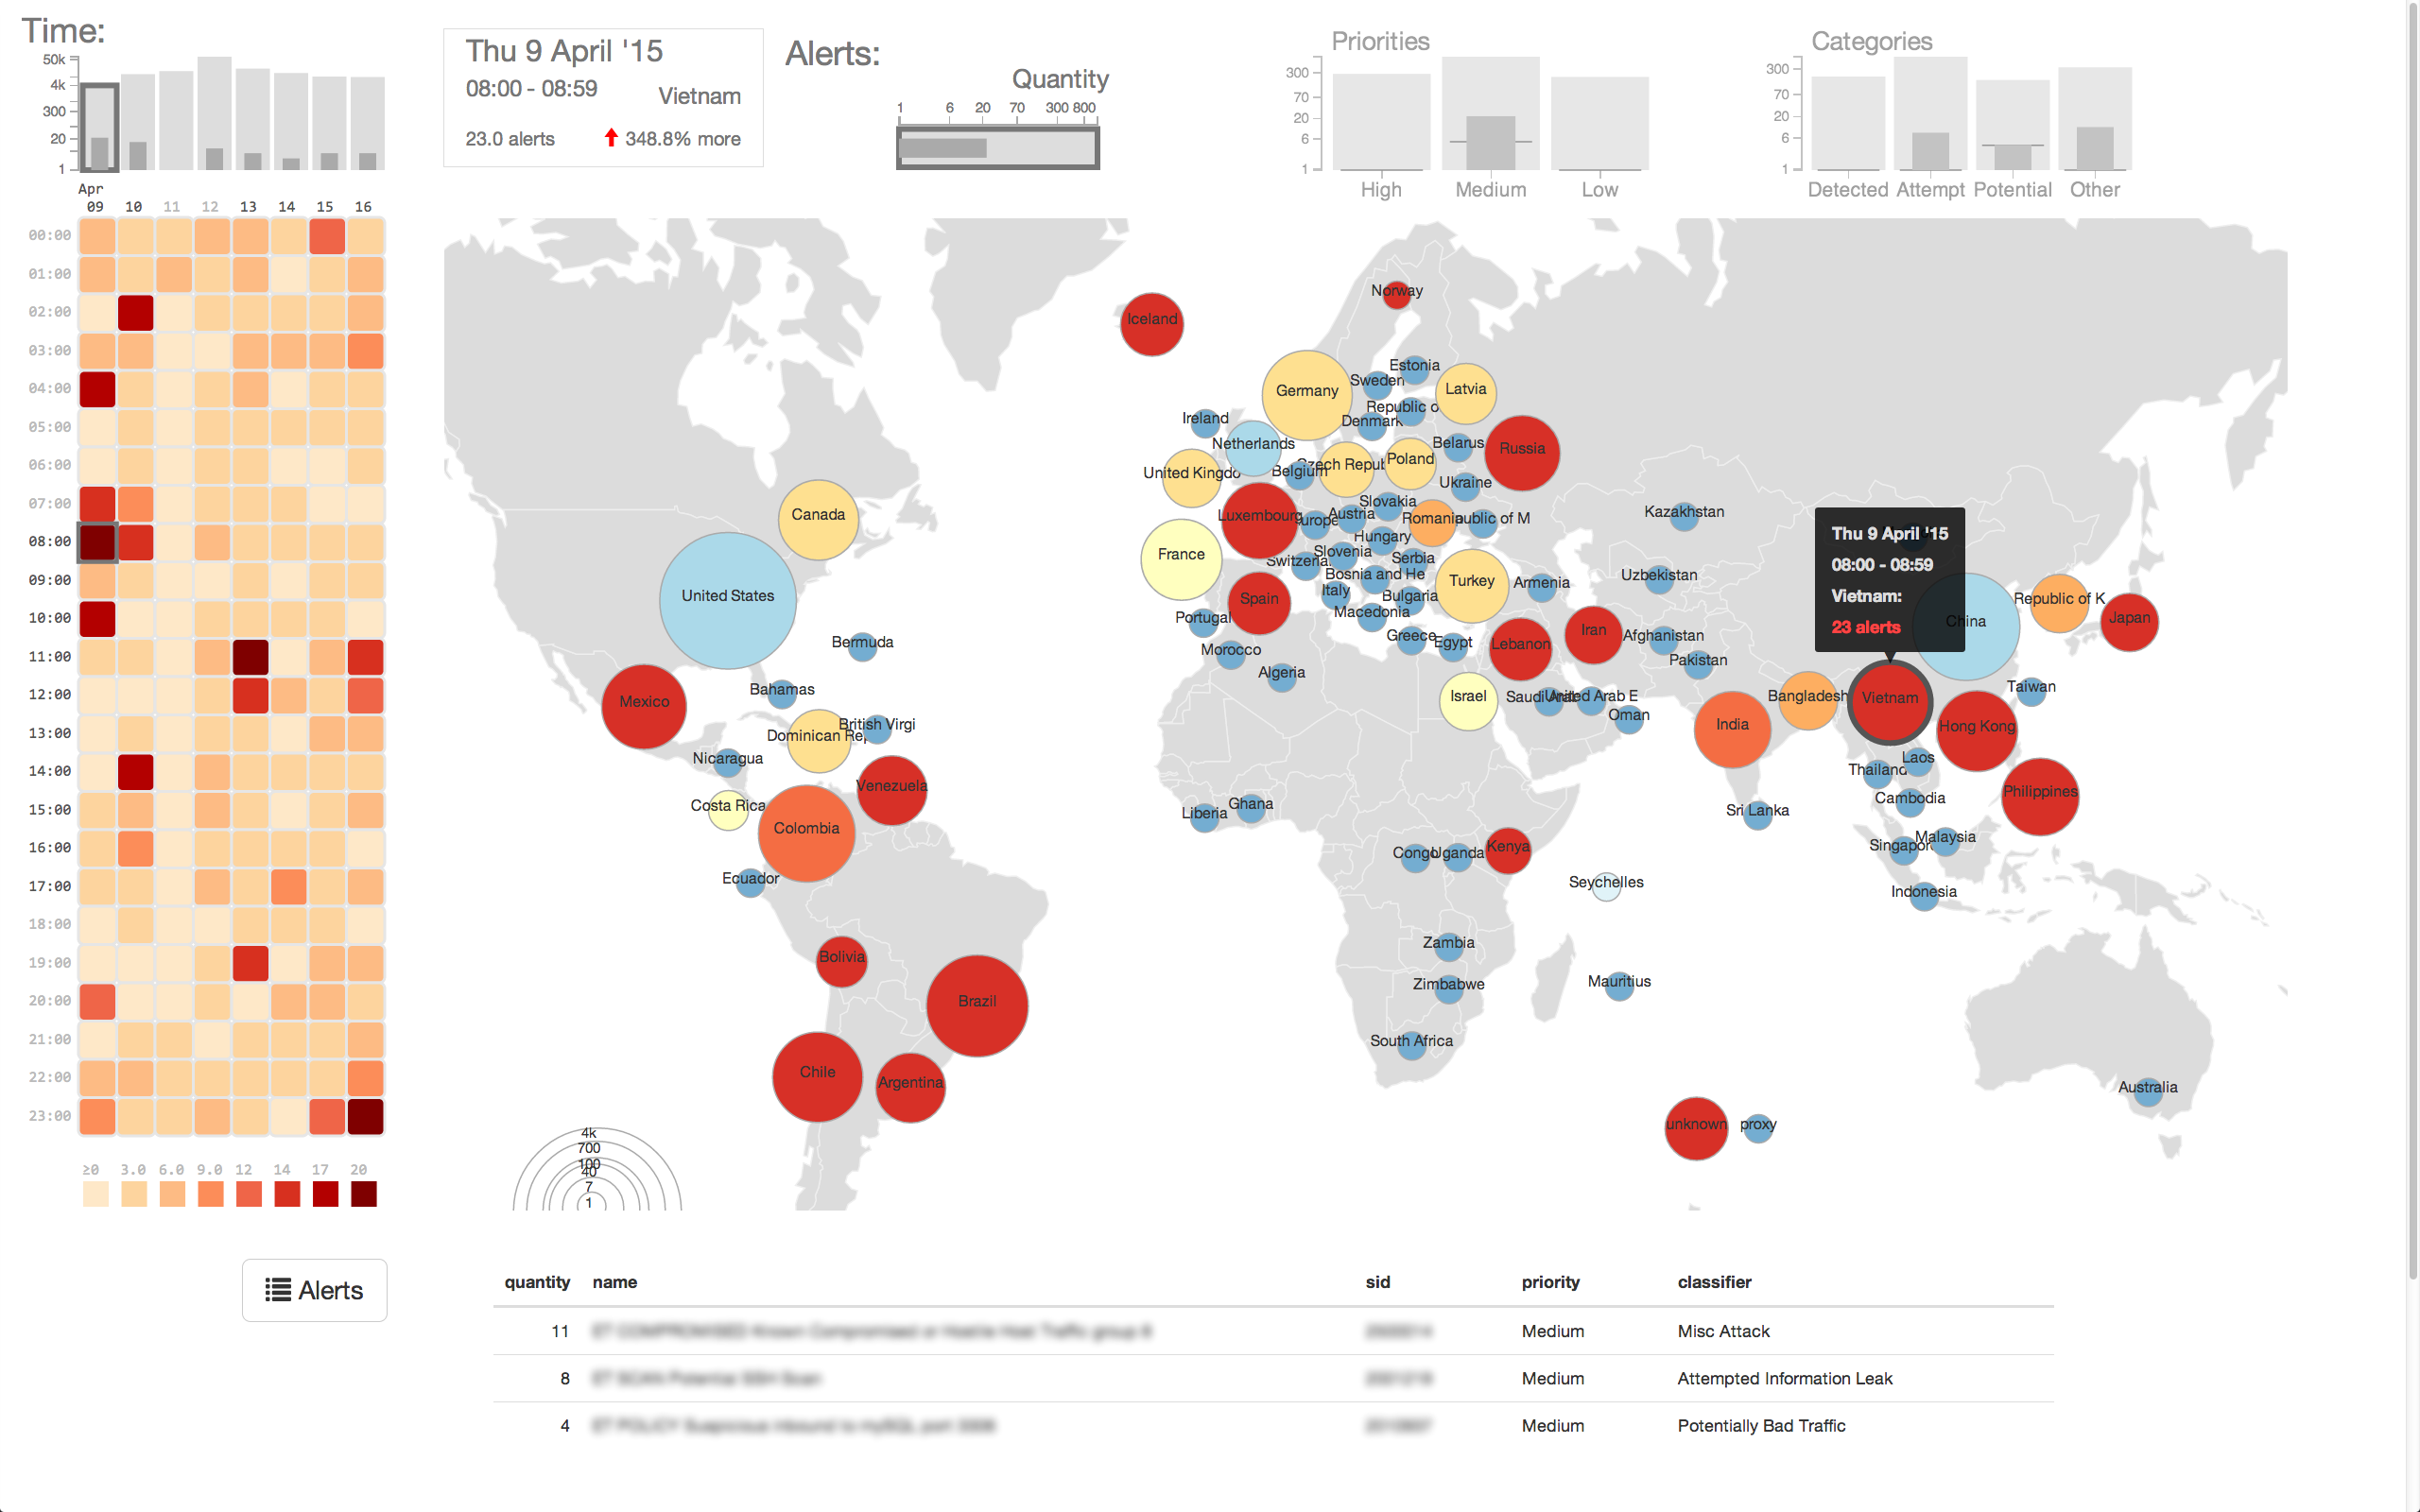 Time:
50k
4k
300
20
1
Thu 9 April '15
08:00 - 08:59
Vietnam
23.0 alerts
348.8% more
Alerts:
Quantity
1 6 20 70 300 800
Priorities
300
70
20
6
1
High Medium Low
Categories
300
70
20
6
1
Detected Attempt Potential Other
Apr
09 10 11 12 13 14 15 16
00:00
01:00
02:00
03:00
04:00
05:00
06:00
07:00
08:00
09:00
10:00
11:00
12:00
13:00
14:00
15:00
16:00
17:00
18:00
19:00
20:00
21:00
22:00
23:00
≥0 3.0 6.0 9.0 12 14 17 20
Alerts
Norway
Iceland
Estonia
Sweden
Germany
Latvia
Republic o
Ireland
Denmark
Netherlands
Belarus
Russia
Poland
Czech Republ
United Kingdo
Belgium
Ukraine
Slovakia
Kazakhstan
Canada
Luxembourg
Europe
Austria
Romania
Republic of M
Hungary
France
Slovenia
Serbia
Switzerla
Bosnia and He
Uzbekistan
Turkey
Armenia
Italy
Bulgaria
United States
Spain
Macedonia
Portugal
Thu 9 April '15
08:00 - 08:59
Vietnam:
23 alerts
China
Republic of K
Japan
Greece
Egypt
Lebanon
Iran
Afghanistan
Bermuda
Morocco
Pakistan
Algeria
Bahamas
Mexico
Israel
Saudi Arab
United Arab E
Bangladesh
Vietnam
Taiwan
Oman
British Virgi
Dominican Rep
India
Hong Kong
Nicaragua
Laos
Thailand
Venezuela
Philippines
Cambodia
Costa Rica
Ghana
Liberia
Sri Lanka
Colombia
Malaysia
Singapor
Congo
Uganda
Kenya
Ecuador
Seychelles
Indonesia
Zambia
Bolivia
Mauritius
Zimbabwe
Brazil
South Africa
Chile
Argentina
Australia
unknown
proxy
4k
700
100
40
7
1
quantity name sid priority classifier
11 Medium Misc Attack
8 Medium Attempted Information Leak
4 Medium Potentially Bad Traffic